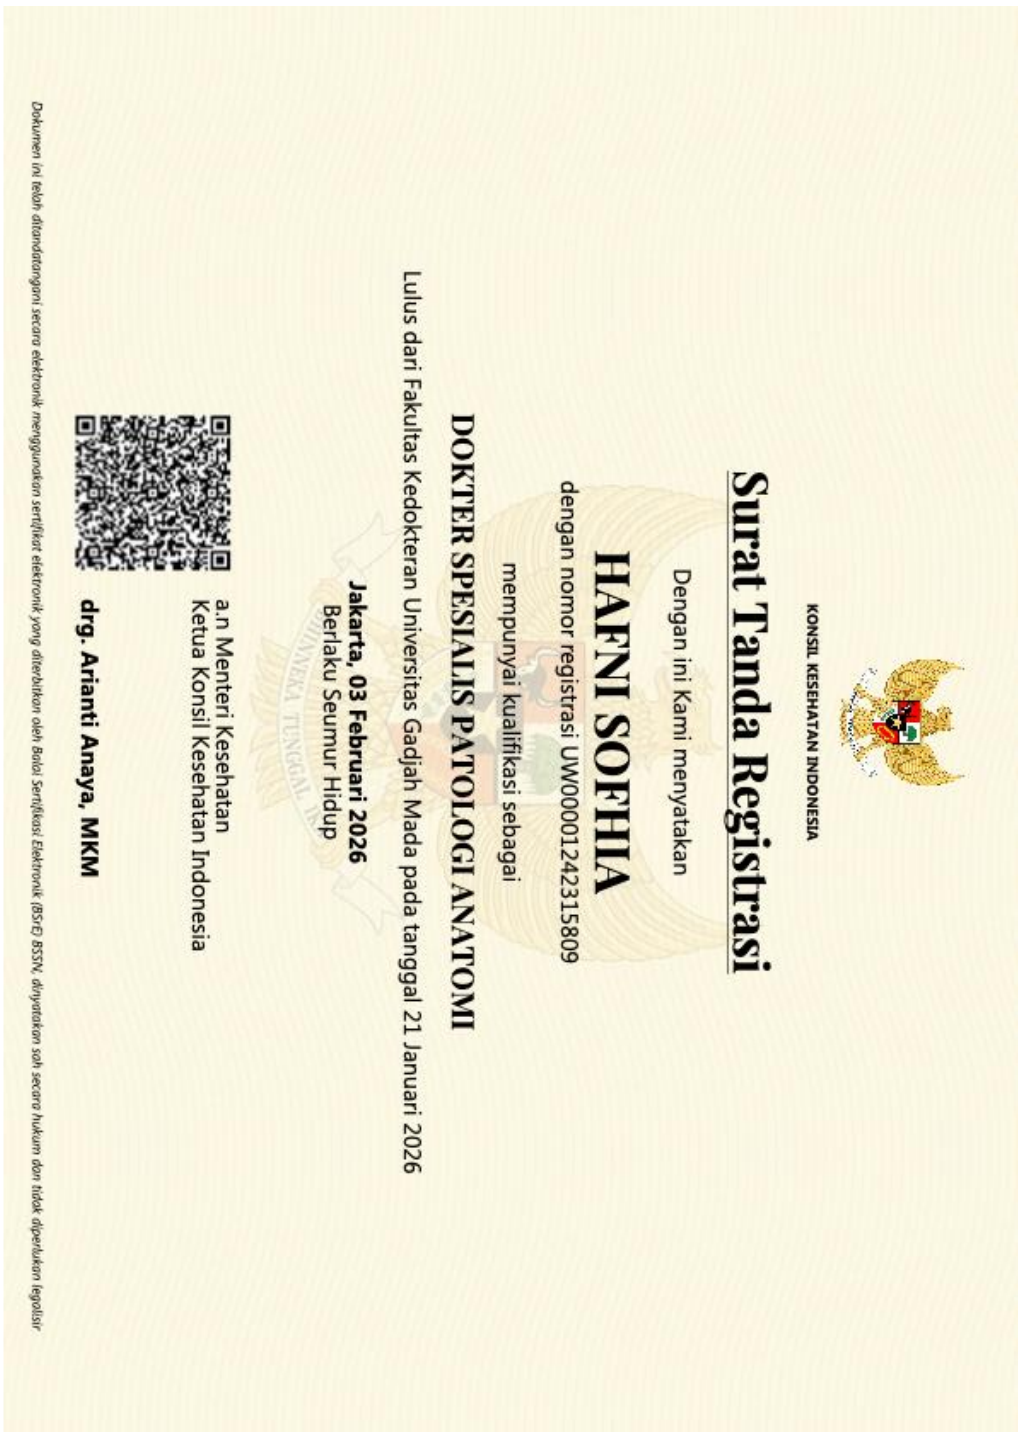 KONSIL KESEHATAN INDONESIA
Surat Tanda Registrasi
Dengan ini Kami menyatakan
HAFNI SOFHIA
dengan nomor registrasi UW00001242315809
mempunyai kualifikasi sebagai
DOKTER SPESIALIS PATOLOGI ANATOMI
Lulus dari Fakultas Kedokteran Universitas Gadjah Mada pada tanggal 21 Januari 2026
Jakarta, 03 Februari 2026
Berlaku Seumur Hidup
BHINNEKA TUNGGAL IKA
a.n Menteri Kesehatan
Ketua Konsil Kesehatan Indonesia
drg. Arianti Anaya, MKM
Dokumen ini telah ditandatangani secara elektronik menggunakan sertifikat elektronik yang diterbitkan oleh Balai Sertifikasi Elektronik (BSrE) BSSN, dinyatakan sah secara hukum dan tidak diperlukan legalisir